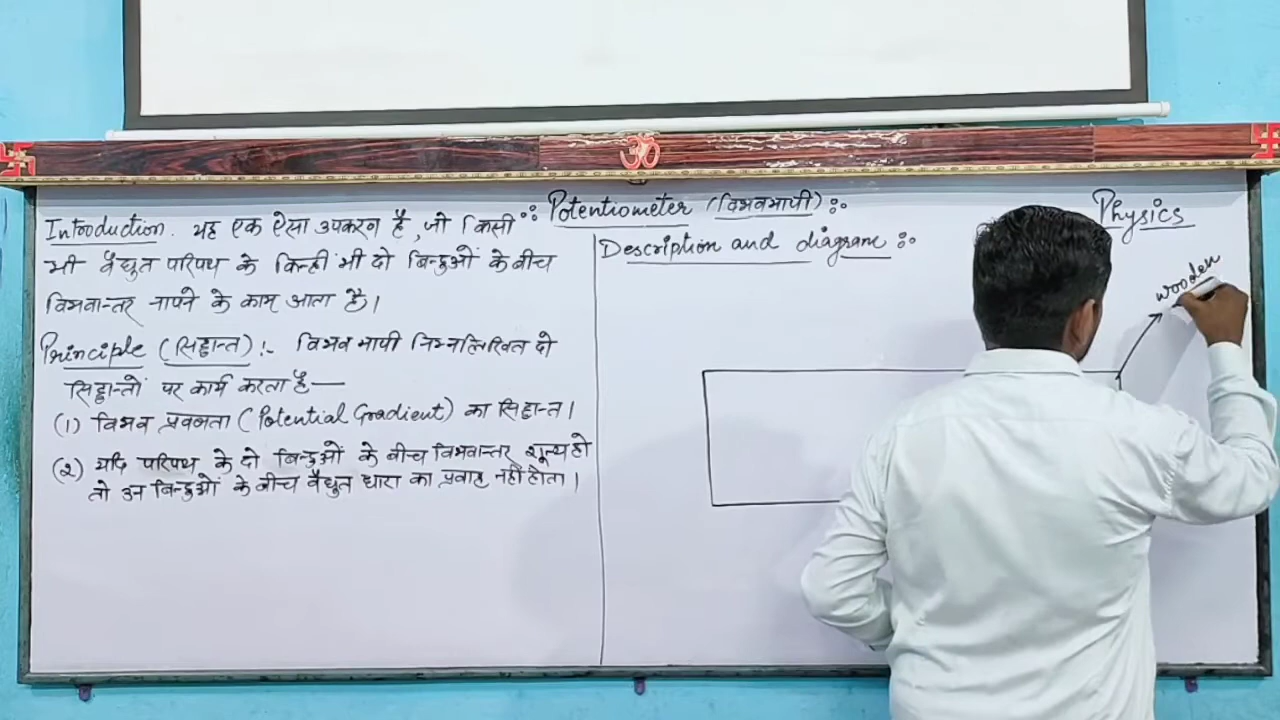 ॐ
Physics
∵ Potentiometer (विभवमापी) ∵
Introduction. यह एक ऐसा उपकरण है, जो किसी
भी वैद्युत परिपथ के किन्हीं भी दो बिन्दुओं के बीच
विभवान्तर नापने के काम आता है।
Principle (सिद्धान्त) :- विभवमापी निम्नलिखित दो
सिद्धान्तों पर कार्य करता है —
(1) विभव प्रवणता (Potential Gradient) का सिद्धान्त।
(2) यदि परिपथ के दो बिन्दुओं के बीच विभवान्तर शून्य हो
तो उन बिन्दुओं के बीच वैद्युत धारा का प्रवाह नहीं होता।
Description and diagram ∵
wooden